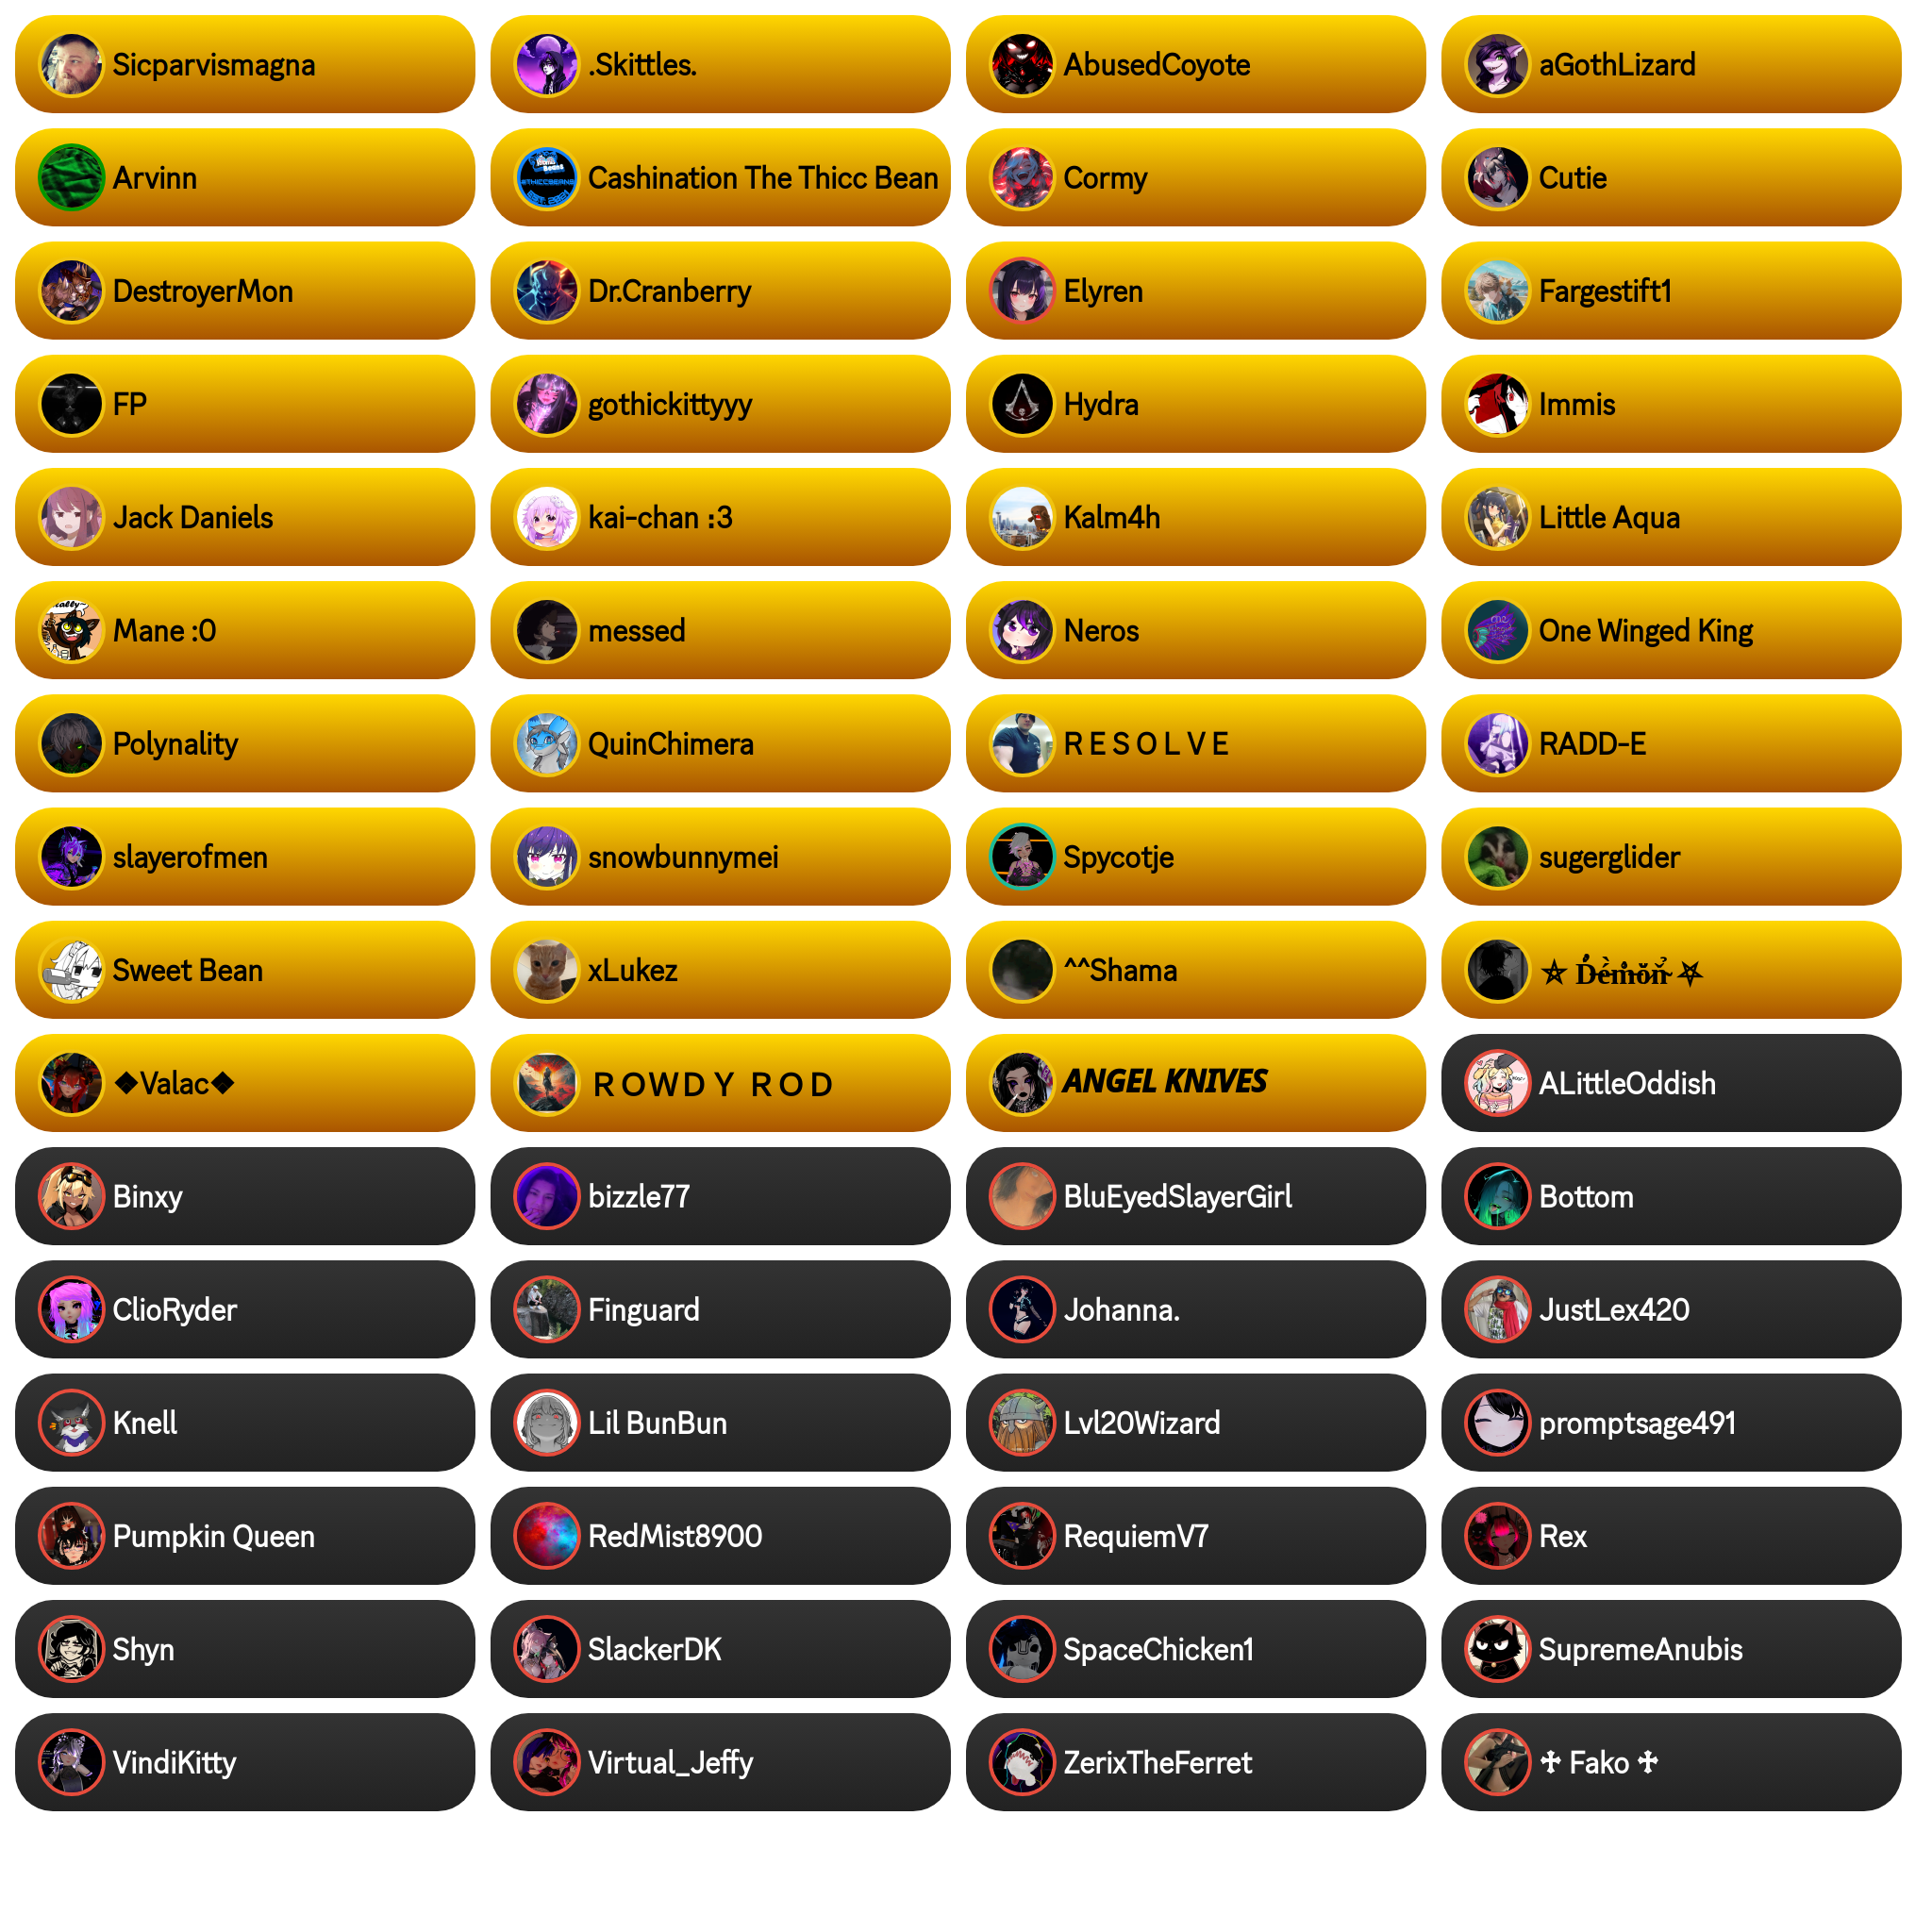 Sicparvismagna
.Skittles.
AbusedCoyote
aGothLizard
Arvinn
Cashination The Thicc Bean
Cormy
Cutie
DestroyerMon
Dr.Cranberry
Elyren
Fargestift1
FP
gothickittyyy
Hydra
Immis
Jack Daniels
kai-chan :3
Kalm4h
Little Aqua
Mane :0
messed
Neros
One Winged King
Polynality
QuinChimera
R E S O L V E
RADD-E
slayerofmen
snowbunnymei
Spycotje
sugerglider
Sweet Bean
xLukez
^^Shama
⛤ Demon ⛧
❖Valac❖
ＲＯＷＤＹ ＲＯＤ
ANGEL KNIVES
ALittleOddish
Binxy
bizzle77
BluEyedSlayerGirl
Bottom
ClioRyder
Finguard
Johanna.
JustLex420
Knell
Lil BunBun
Lvl20Wizard
promptsage491
Pumpkin Queen
RedMist8900
RequiemV7
Rex
Shyn
SlackerDK
SpaceChicken1
SupremeAnubis
VindiKitty
Virtual_Jeffy
ZerixTheFerret
♱ Fako ♱